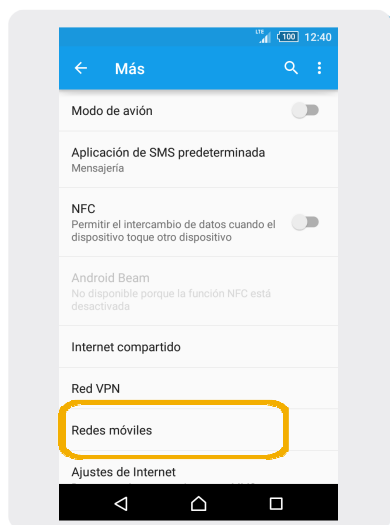 LTE 100 12:40
Más
Modo de avión
Aplicación de SMS predeterminada
Mensajería
NFC
Permitir el intercambio de datos cuando el
dispositivo toque otro dispositivo
Android Beam
No disponible porque la función NFC está
desactivada
Internet compartido
Red VPN
Redes móviles
Ajustes de Internet